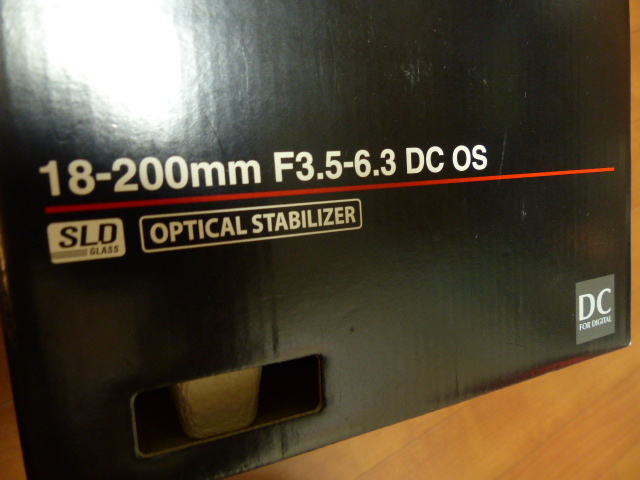 18-200mm F3.5-6.3 DC OS
SLD
GLASS
OPTICAL STABILIZER
DC
FOR DIGITAL